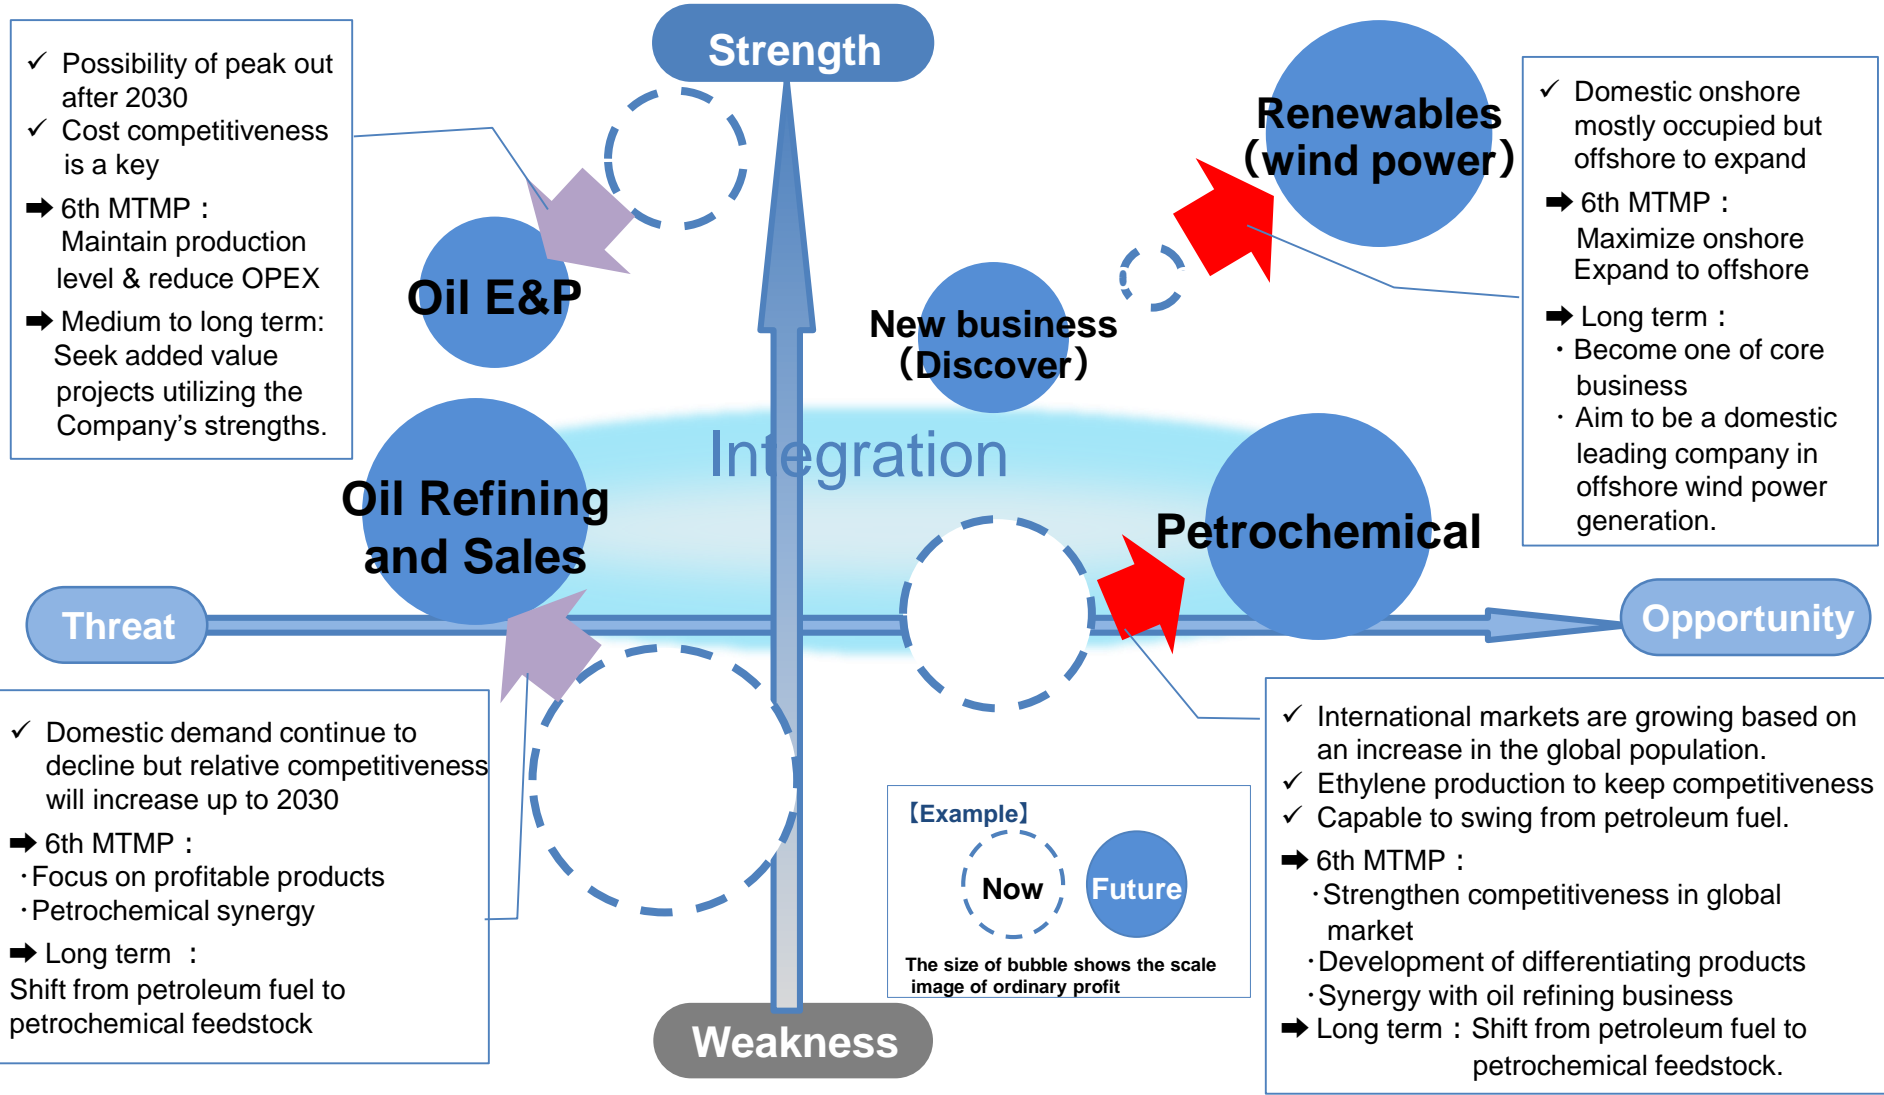 Strength
✓ Possibility of peak out
after 2030
✓ Cost competitiveness
is a key
➡ 6th MTMP：
Maintain production
level & reduce OPEX
➡ Medium to long term:
Seek added value
projects utilizing the
Company’s strengths.
Oil E&P
New business
（Discover）
Renewables
（wind power）
✓ Domestic onshore
mostly occupied but
offshore to expand
➡ 6th MTMP：
Maximize onshore
Expand to offshore
➡ Long term：
・Become one of core
business
・Aim to be a domestic
leading company in
offshore wind power
generation.
Integration
Oil Refining
and Sales
Petrochemical
Threat
Opportunity
✓ Domestic demand continue to
decline but relative competitiveness
will increase up to 2030
➡ 6th MTMP：
・Focus on profitable products
・Petrochemical synergy
➡ Long term ：
Shift from petroleum fuel to
petrochemical feedstock
【Example】
Now
Future
The size of bubble shows the scale
image of ordinary profit
✓ International markets are growing based on
an increase in the global population.
✓ Ethylene production to keep competitiveness
✓ Capable to swing from petroleum fuel.
➡ 6th MTMP：
・Strengthen competitiveness in global
market
・Development of differentiating products
・Synergy with oil refining business
➡ Long term：Shift from petroleum fuel to
petrochemical feedstock.
Weakness